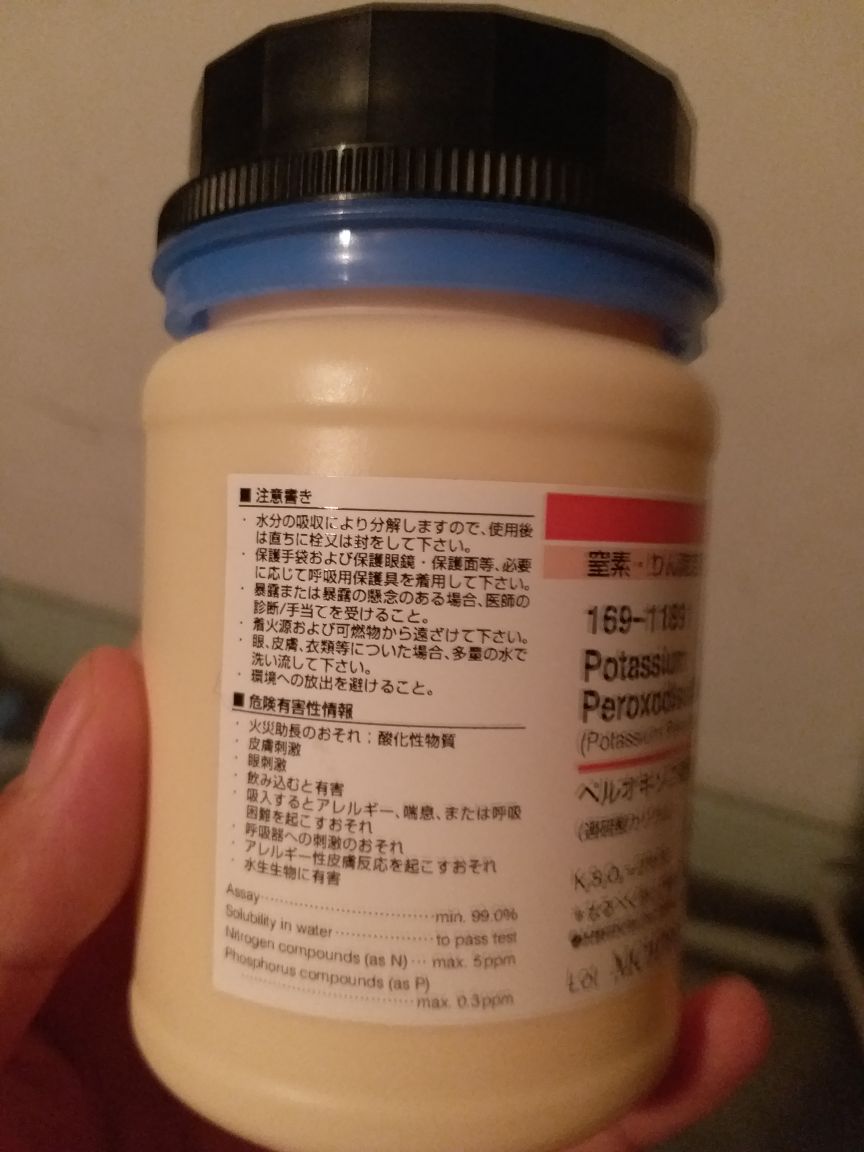 ■ 注意書き
・ 水分の吸収により分解しますので、使用後
は直ちに栓又は封をして下さい。
・ 保護手袋および保護眼鏡・保護面等、必要
に応じて呼吸用保護具を着用して下さい。
・ 暴露または暴露の懸念のある場合、医師の
診断/手当てを受けること。
・ 着火源および可燃物から遠ざけて下さい。
・ 眼、皮膚、衣類等についた場合、多量の水で
洗い流して下さい。
・ 環境への放出を避けること。
■ 危険有害性情報
・ 火災助長のおそれ;酸化性物質
・ 皮膚刺激
・ 眼刺激
・ 飲み込むと有害
・ 吸入するとアレルギー、喘息、または呼吸
困難を起こすおそれ
・ 呼吸器への刺激のおそれ
・ アレルギー性皮膚反応を起こすおそれ
・ 水生生物に有害
Assay min. 99.0%
Solubility in water to pass test
Nitrogen compounds (as N) max. 5ppm
Phosphorus compounds (as P)
max. 0.3ppm
窒素・りん測定
169-1189
Potassium
(Potassium
ペルオキソ
Lot